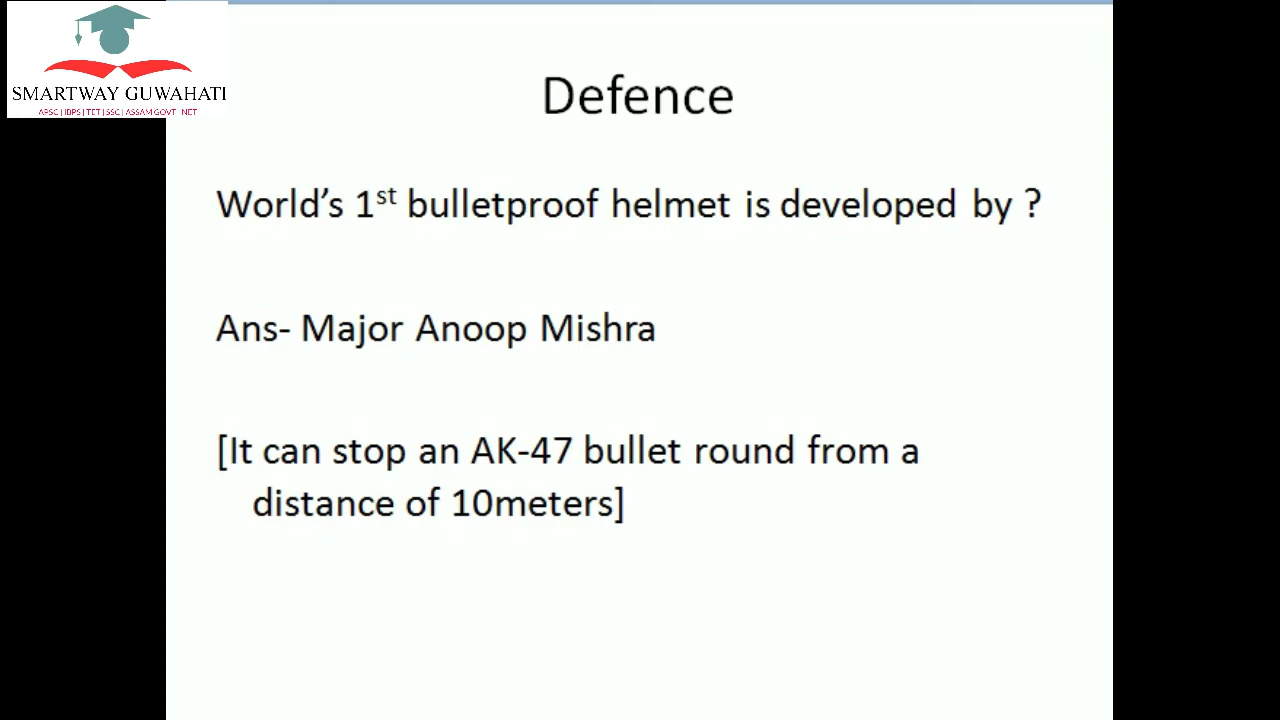 SMARTWAY GUWAHATI
APSC | IBPS | TET | SSC | ASSAM GOVT | NET
Defence
World's 1st bulletproof helmet is developed by ?
Ans- Major Anoop Mishra
[It can stop an AK-47 bullet round from a
distance of 10meters]